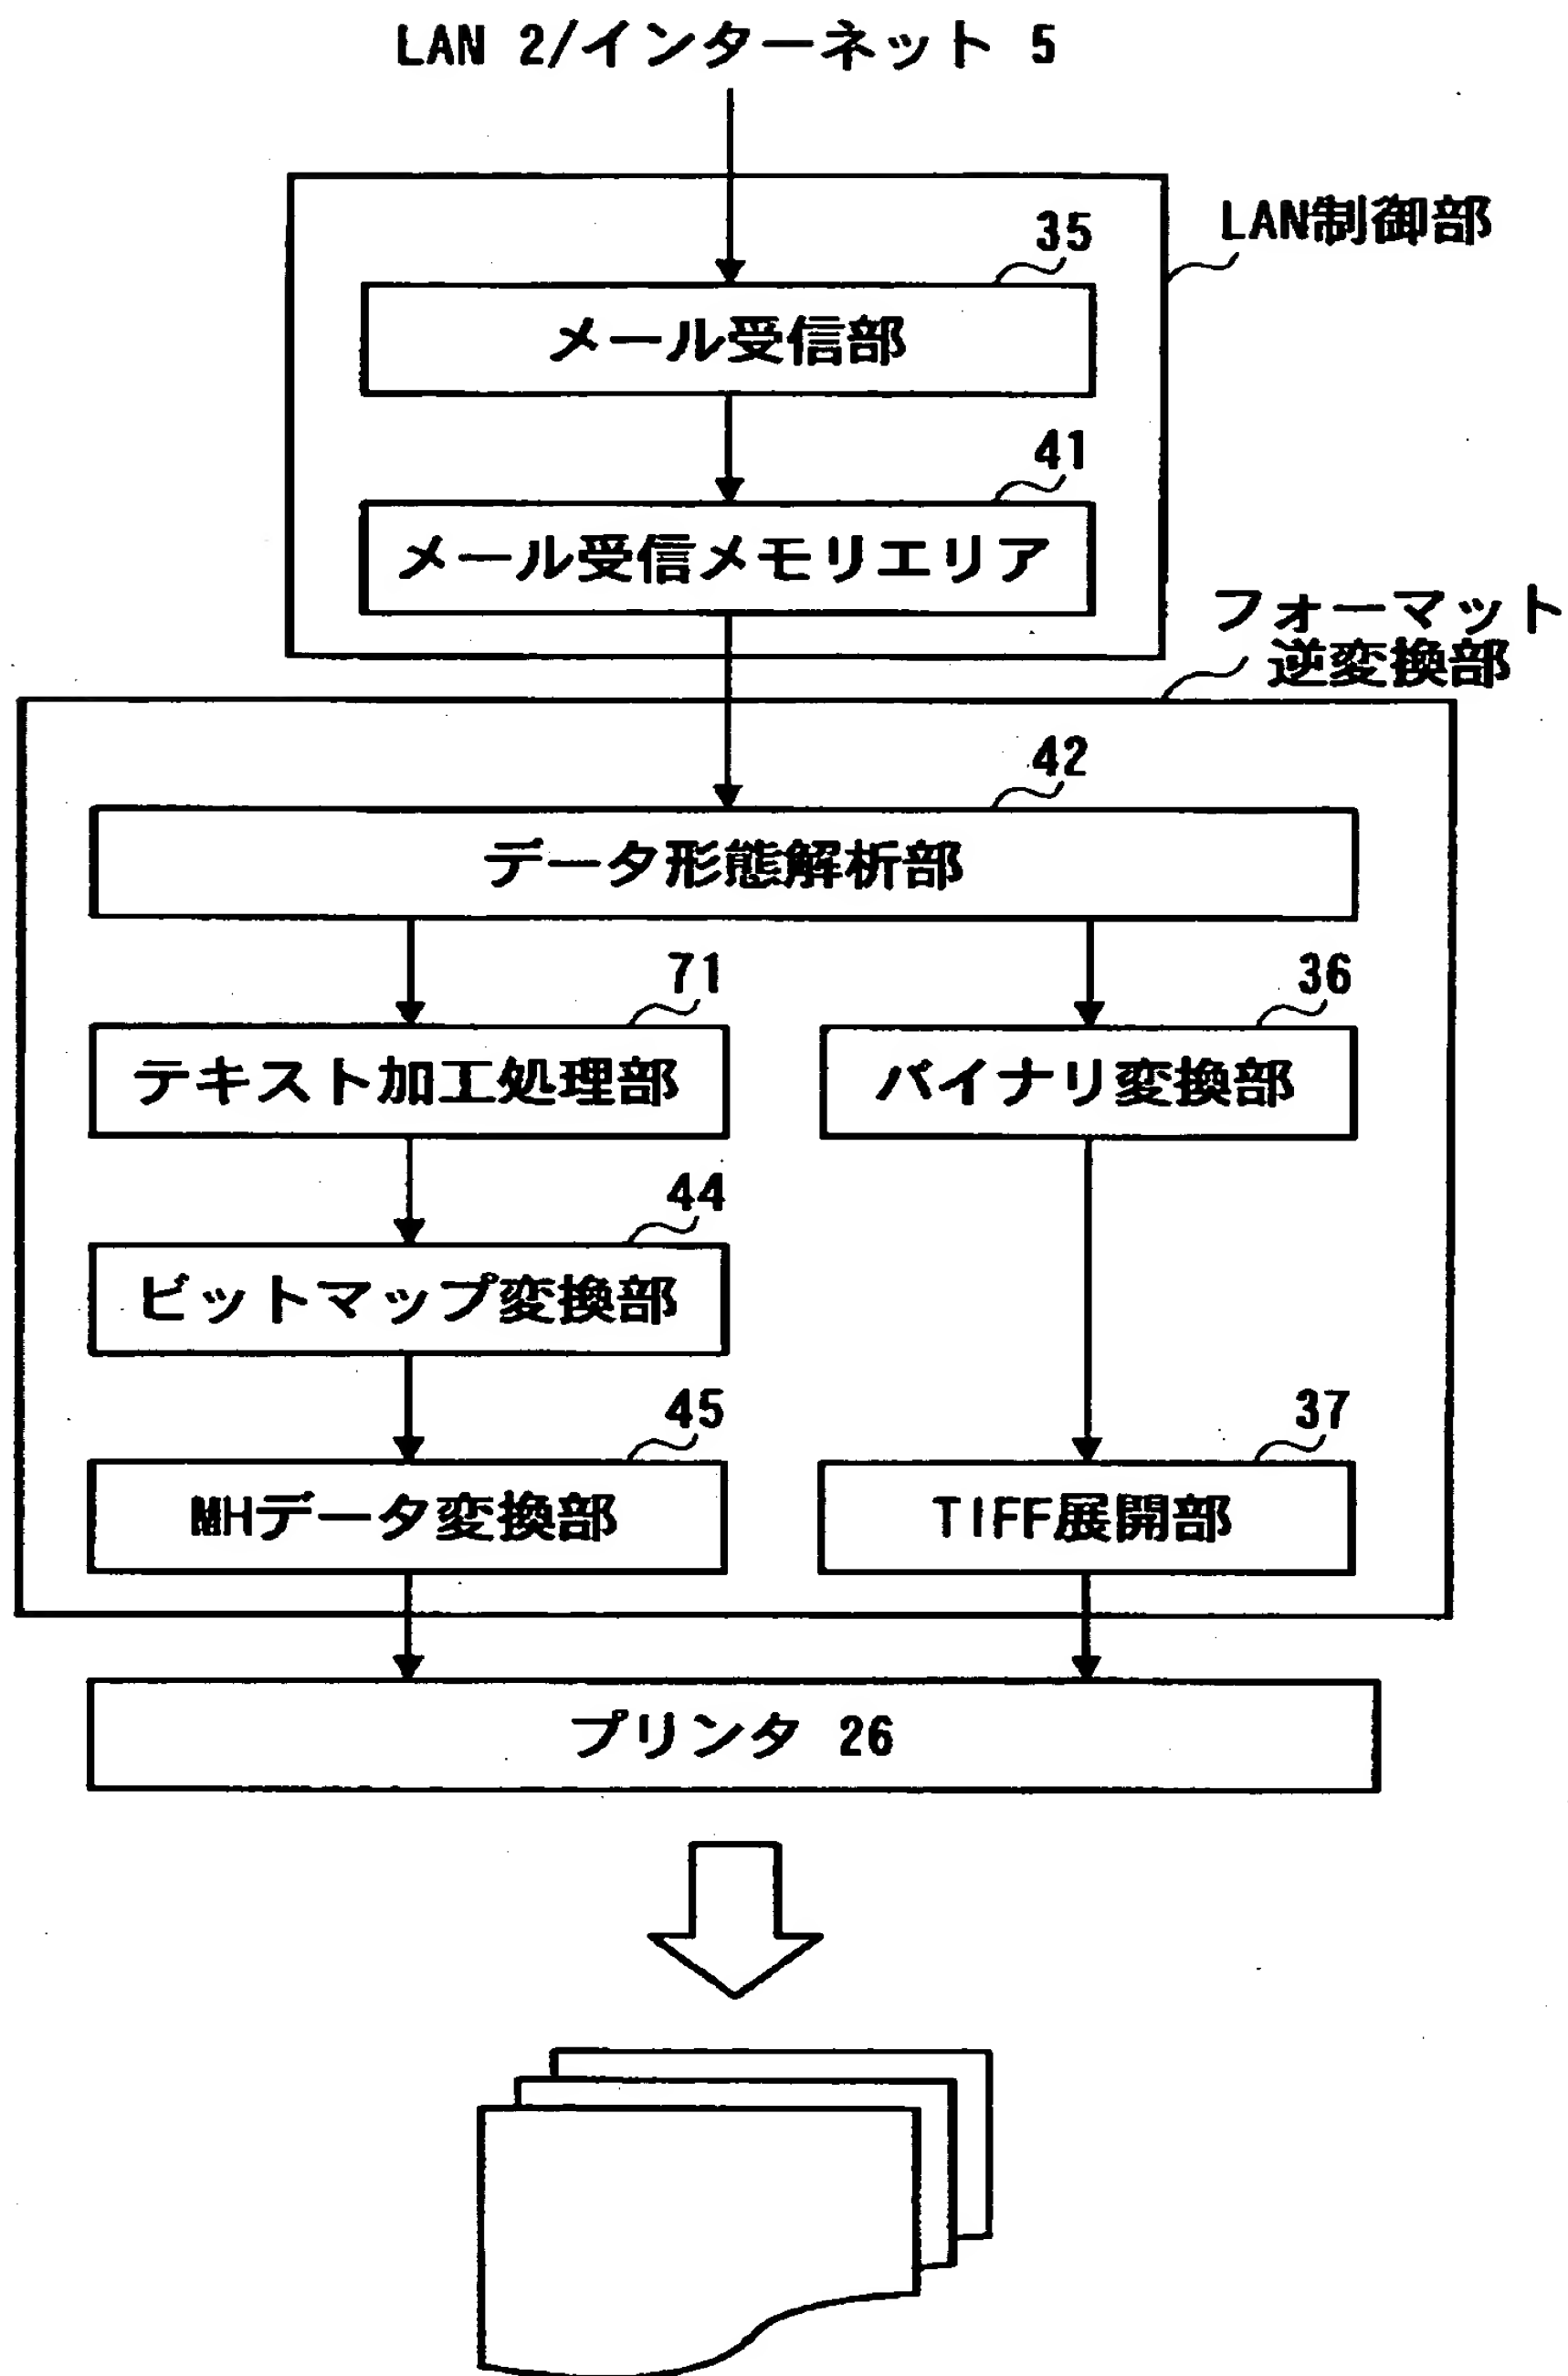 LAN 2/インターネット 5
LAN制御部
35
メール受信部
41
メール受信メモリエリア
フォーマット
逆変換部
42
データ形態解析部
71
36
テキスト加工処理部
バイナリ変換部
44
ビットマップ変換部
45
37
MHデータ変換部
TIFF展開部
プリンタ 26